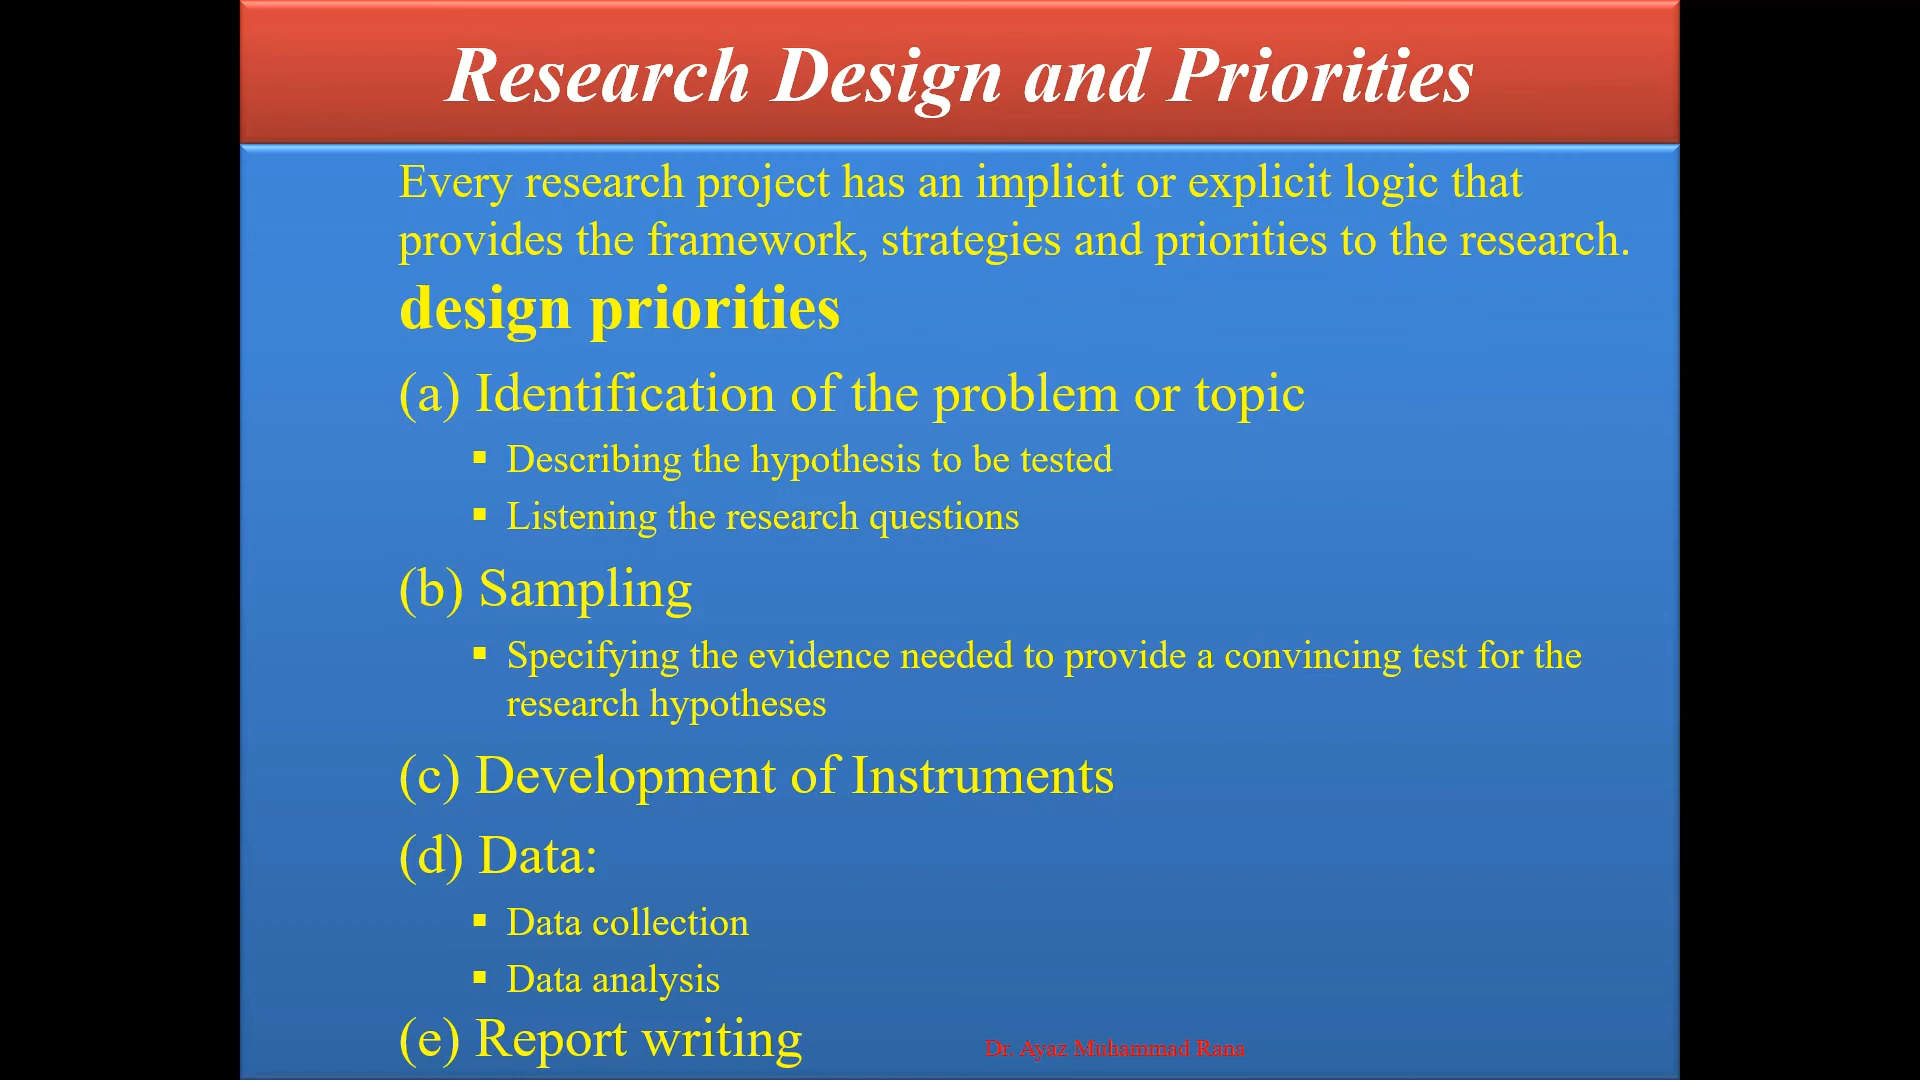 Research Design and Priorities
Every research project has an implicit or explicit logic that
provides the framework, strategies and priorities to the research.
design priorities
(a) Identification of the problem or topic
▪ Describing the hypothesis to be tested
▪ Listening the research questions
(b) Sampling
▪ Specifying the evidence needed to provide a convincing test for the
research hypotheses
(c) Development of Instruments
(d) Data:
▪ Data collection
▪ Data analysis
(e) Report writing
Dr. Ayaz Muhammad Rana